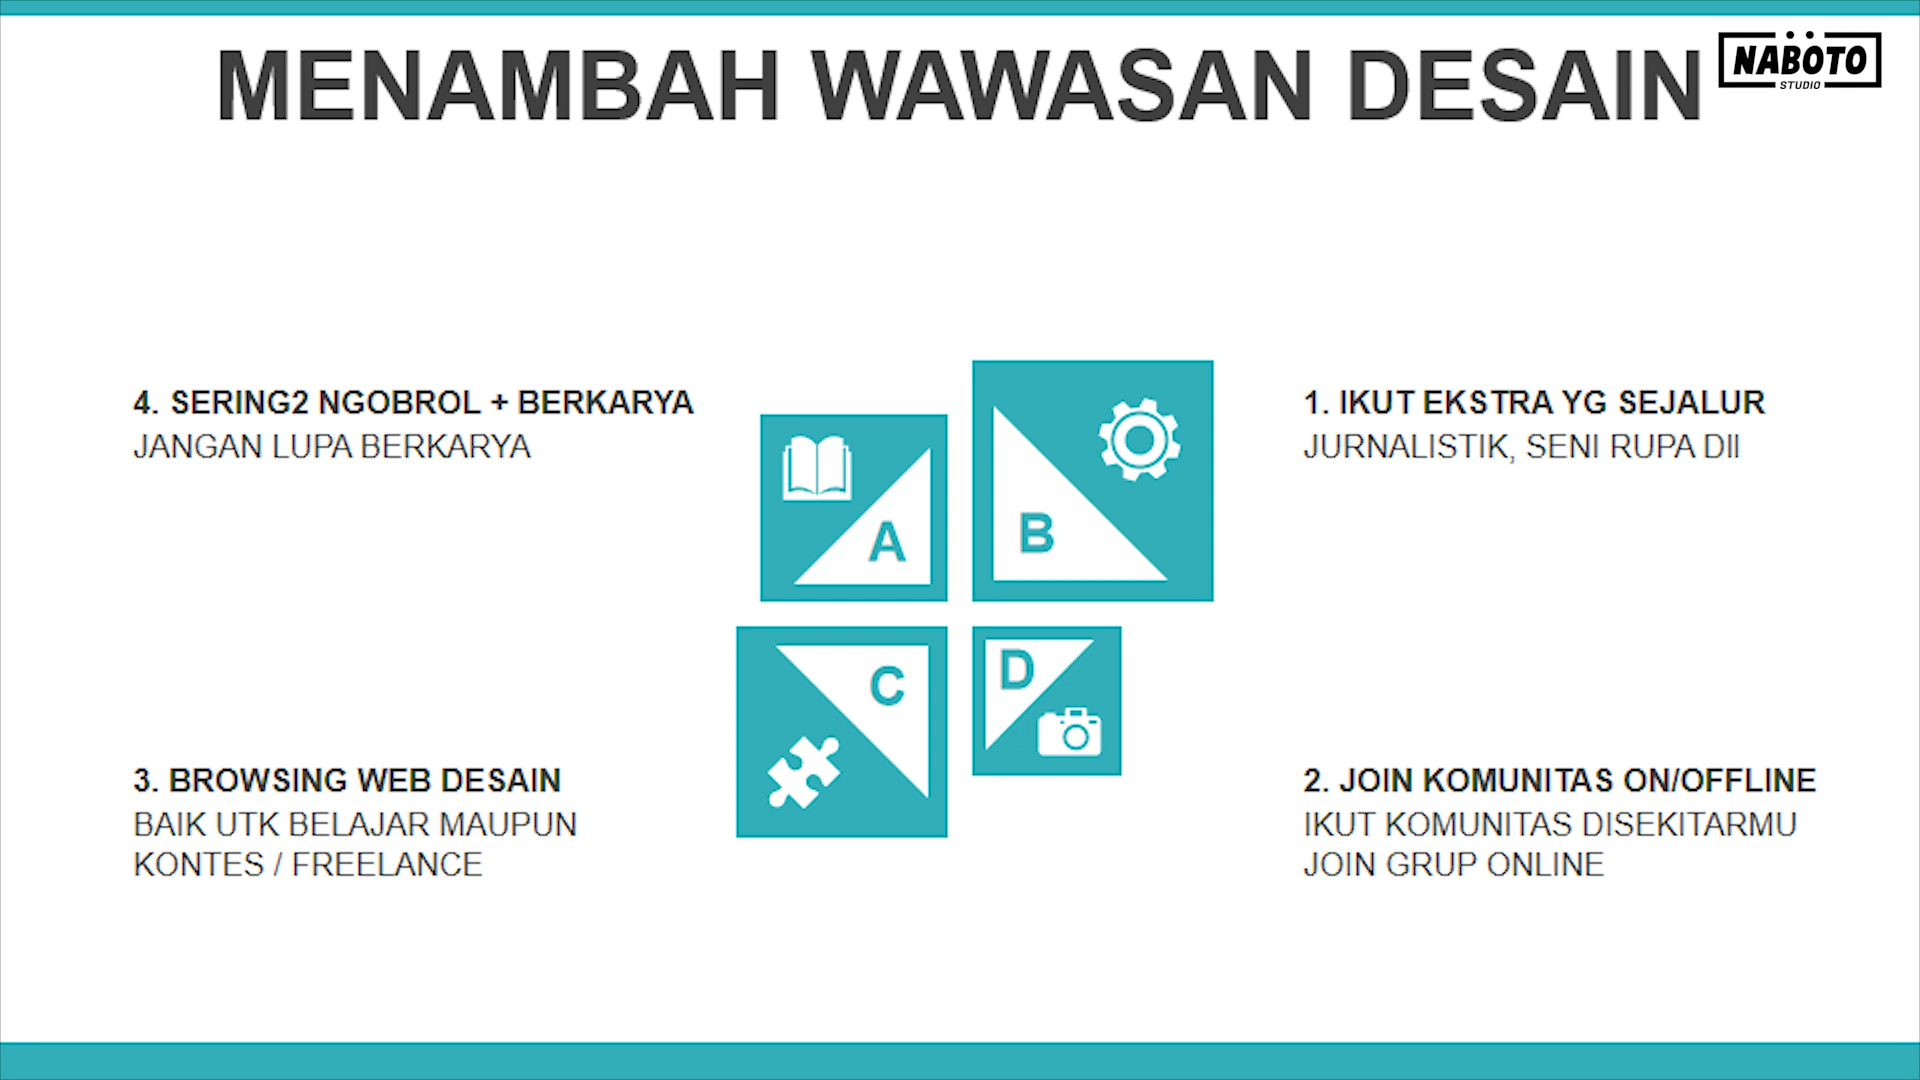 MENAMBAH WAWASAN DESAIN
NABOTO
STUDIO
4. SERING2 NGOBROL + BERKARYA
JANGAN LUPA BERKARYA
1. IKUT EKSTRA YG SEJALUR
JURNALISTIK, SENI RUPA Dll
A
B
C
D
3. BROWSING WEB DESAIN
BAIK UTK BELAJAR MAUPUN
KONTES / FREELANCE
2. JOIN KOMUNITAS ON/OFFLINE
IKUT KOMUNITAS DISEKITARMU
JOIN GRUP ONLINE